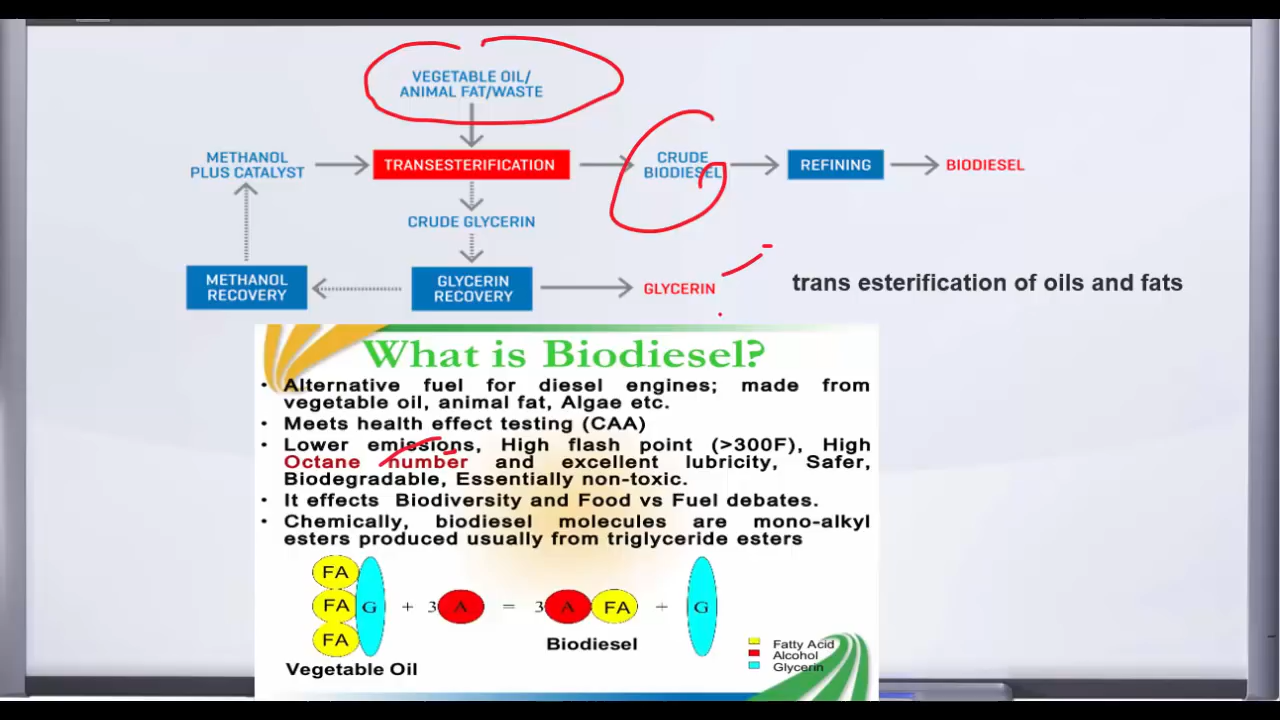 VEGETABLE OIL/
ANIMAL FAT/WASTE
METHANOL
PLUS CATALYST
TRANSESTERIFICATION
CRUDE
BIODIESEL
REFINING
BIODIESEL
CRUDE GLYCERIN
METHANOL
RECOVERY
GLYCERIN
RECOVERY
GLYCERIN
trans esterification of oils and fats
What is Biodiesel?
• Alternative fuel for diesel engines; made from
vegetable oil, animal fat, Algae etc.
• Meets health effect testing (CAA)
• Lower emissions, High flash point (>300F), High
Octane number and excellent lubricity, Safer,
Biodegradable, Essentially non-toxic.
• It effects Biodiversity and Food vs Fuel debates.
• Chemically, biodiesel molecules are mono-alkyl
esters produced usually from triglyceride esters
FA
FA G + 3 A = 3 A FA + G
FA
Biodiesel
Vegetable Oil
Fatty Acid
Alcohol
Glycerin